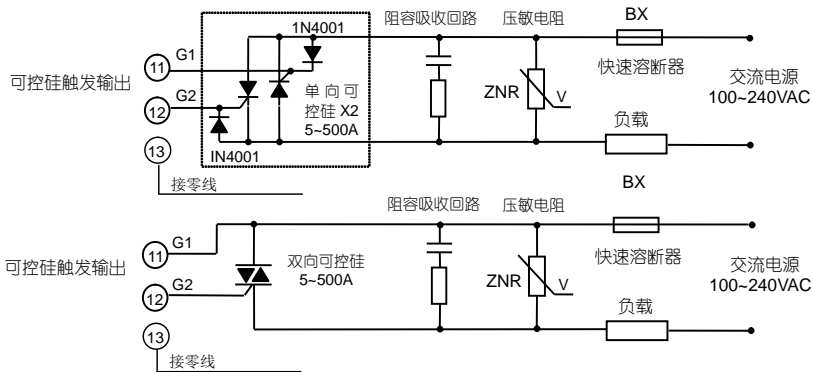 1N4001
阻容吸收回路
压敏电阻
BX
可控硅触发输出
11
G1
12
G2
13
单向可
控硅 X2
5~500A
IN4001
接零线
ZNR
V
快速溶断器
负载
交流电源
100~240VAC
阻容吸收回路
压敏电阻
BX
可控硅触发输出
11
G1
12
G2
13
双向可控硅
5~500A
接零线
ZNR
V
快速溶断器
负载
交流电源
100~240VAC